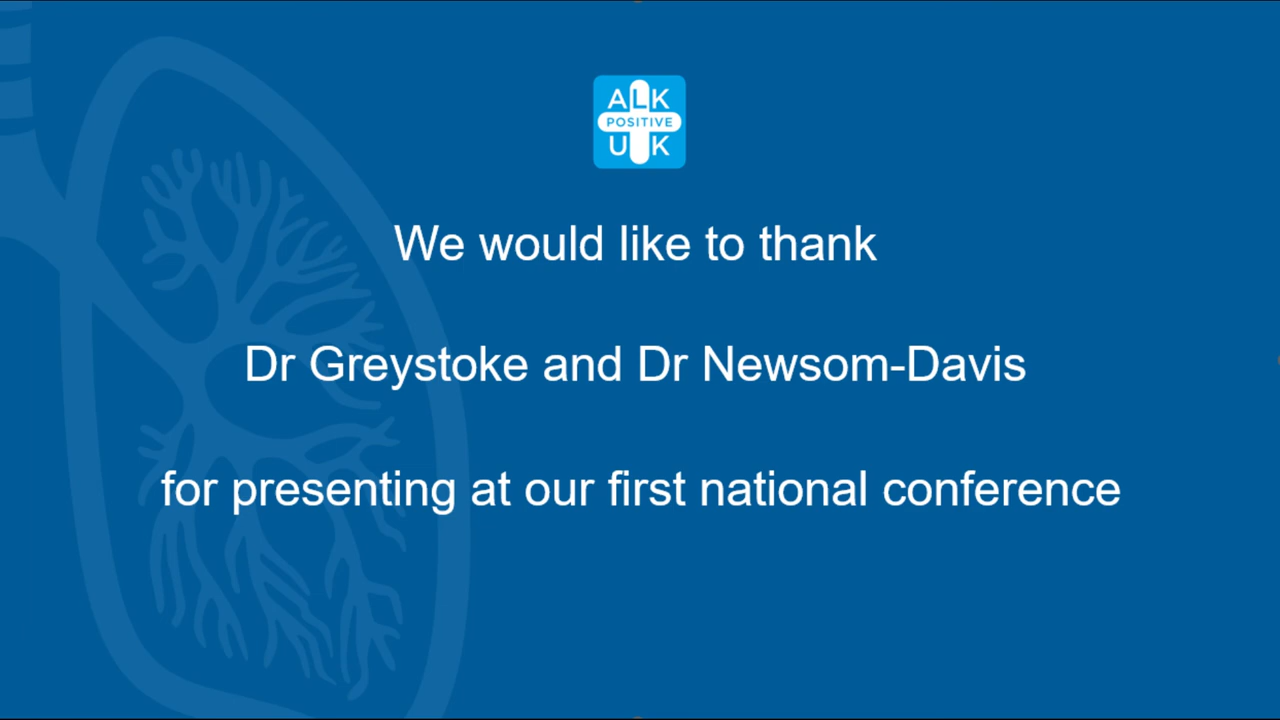 ALK
POSITIVE
UK
We would like to thank
Dr Greystoke and Dr Newsom-Davis
for presenting at our first national conference